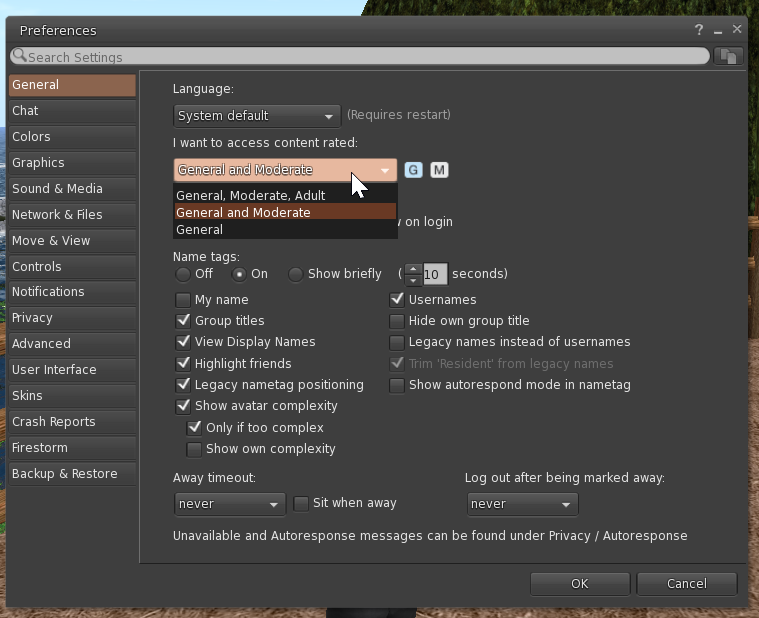 Preferences
?
Search Settings
General
Chat
Colors
Graphics
Sound & Media
Network & Files
Move & View
Controls
Notifications
Privacy
Advanced
User Interface
Skins
Crash Reports
Firestorm
Backup & Restore
Language:
System default (Requires restart)
I want to access content rated:
General and Moderate G M
General, Moderate, Adult
General and Moderate
General
on login
Name tags:
Off On Show briefly ( 10 seconds)
My name Usernames
Group titles Hide own group title
View Display Names Legacy names instead of usernames
Highlight friends Trim 'Resident' from legacy names
Legacy nametag positioning Show autorespond mode in nametag
Show avatar complexity
Only if too complex
Show own complexity
Away timeout: Log out after being marked away:
never Sit when away never
Unavailable and Autoresponse messages can be found under Privacy / Autoresponse
OK Cancel